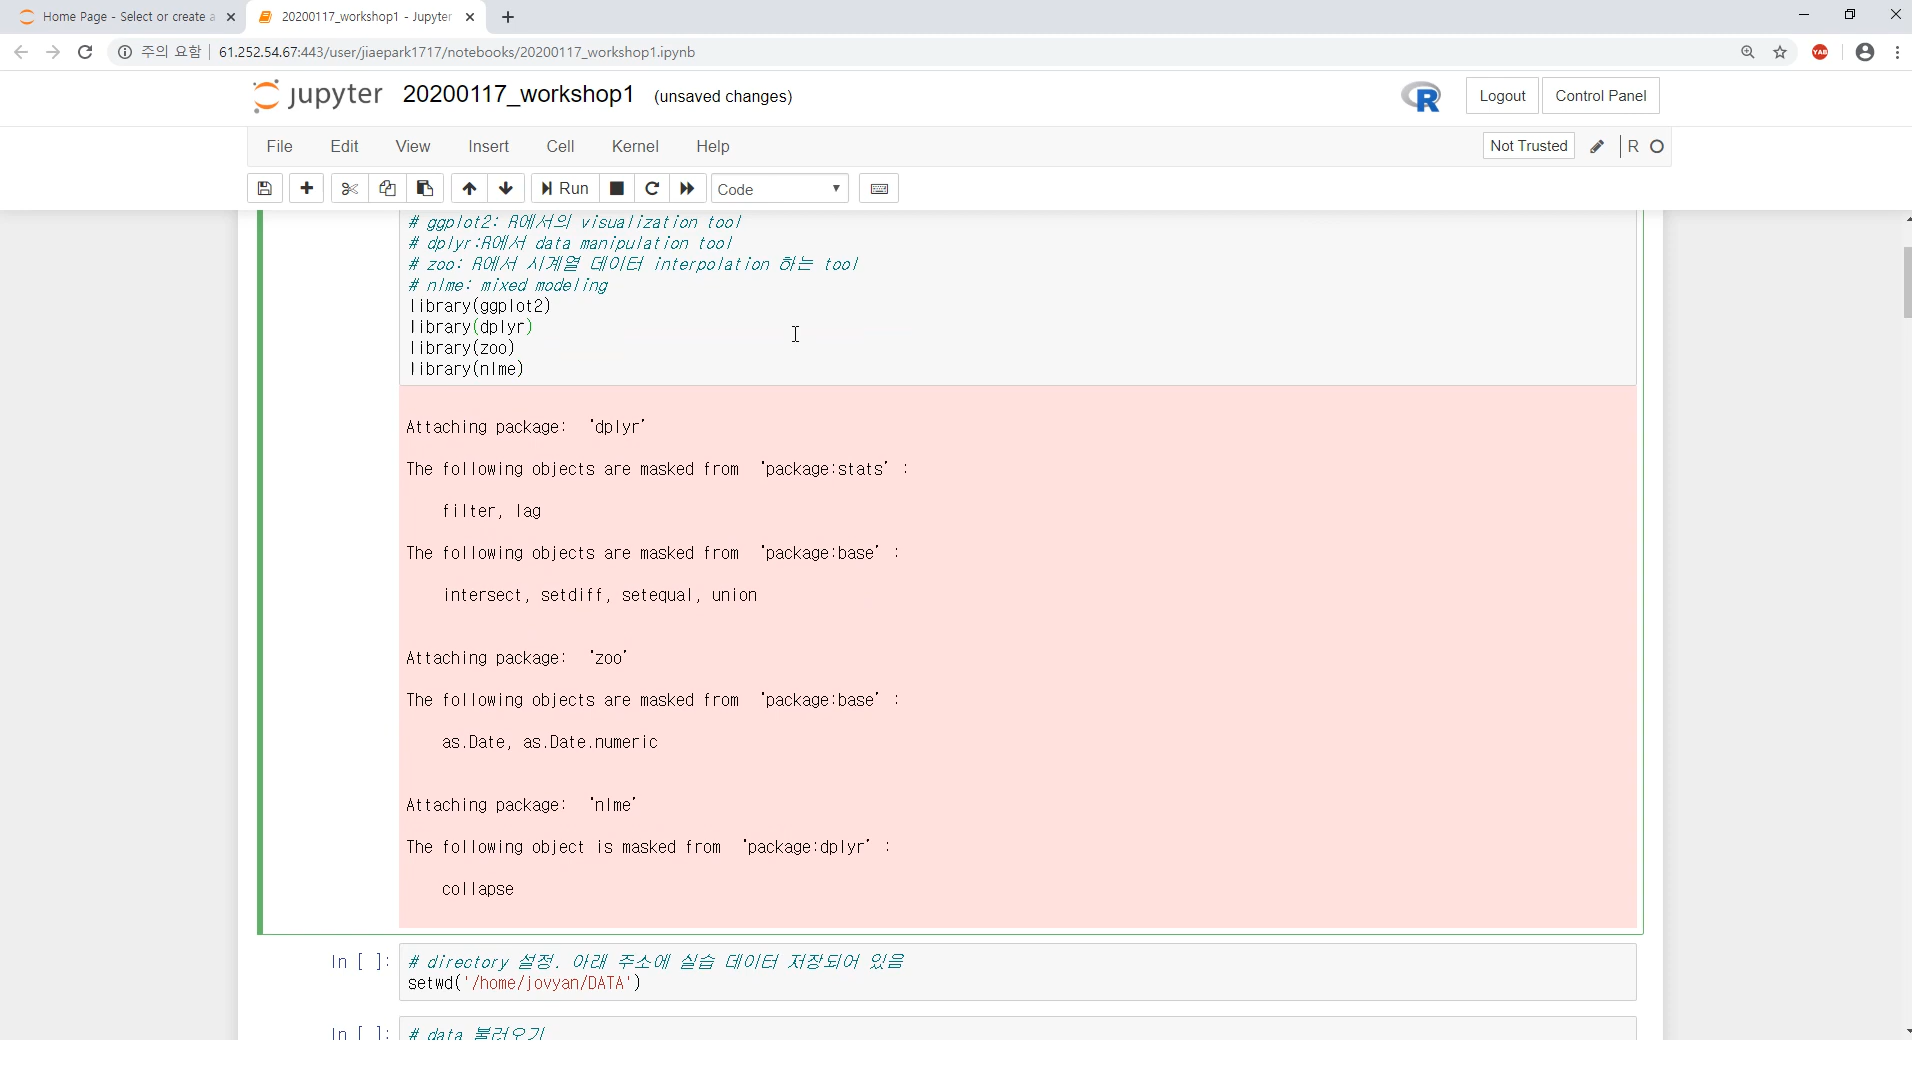 Home Page - Select or create a
20200117_workshop1 - Jupyter
주의 요함
61.252.54.67:443/user/jiaepark1717/notebooks/20200117_workshop1.ipynb
YAB
jupyter 20200117_workshop1 (unsaved changes)
R
Logout
Control Panel
File
Edit
View
Insert
Cell
Kernel
Help
Not Trusted
R
Run
Code
# ggplot2: R에서의 visualization tool
# dplyr:R에서 data manipulation tool
# zoo: R에서 시계열 데이터 interpolation 하는 tool
# nlme: mixed modeling
library(ggplot2)
library(dplyr)
library(zoo)
library(nlme)
Attaching package: ‘dplyr’
The following objects are masked from ‘package:stats’ :
filter, lag
The following objects are masked from ‘package:base’ :
intersect, setdiff, setequal, union
Attaching package: ‘zoo’
The following objects are masked from ‘package:base’ :
as.Date, as.Date.numeric
Attaching package: ‘nlme’
The following object is masked from ‘package:dplyr’ :
collapse
In [ ]: # directory 설정. 아래 주소에 실습 데이터 저장되어 있음
setwd('/home/jovyan/DATA')
In [ ]: # data 불러오기